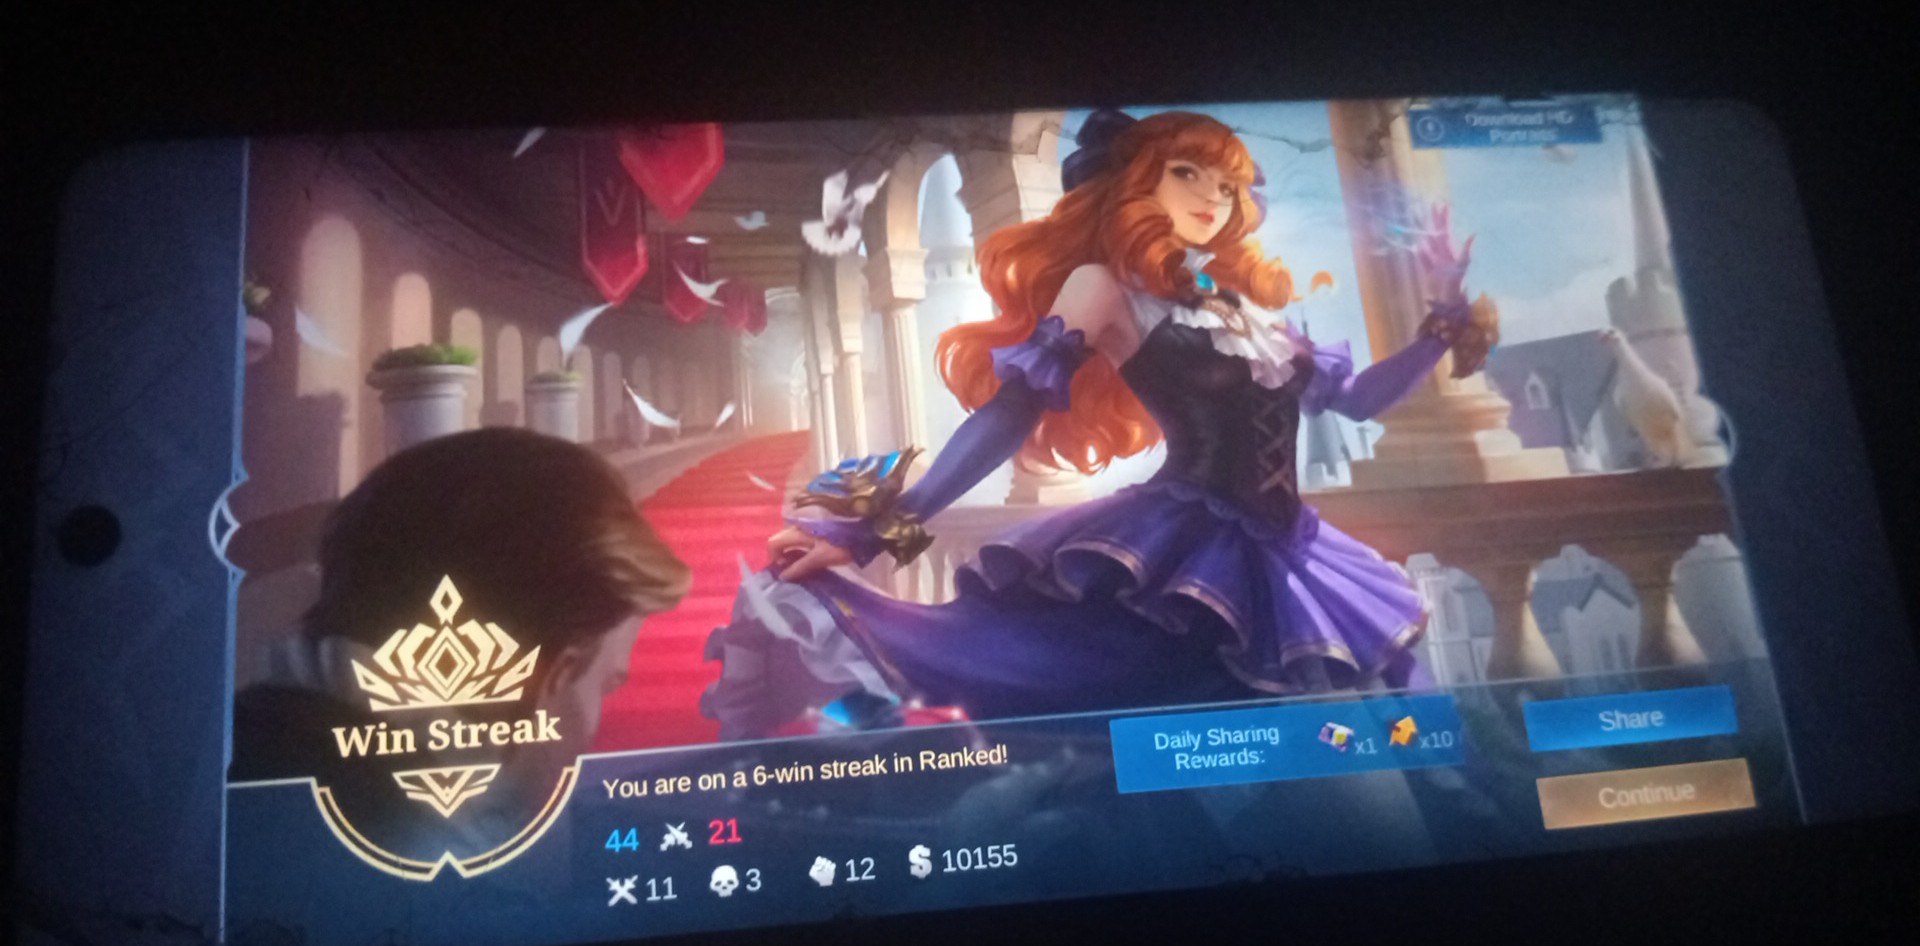 Download HD
Portraits
Win Streak
You are on a 6-win streak in Ranked!
44 21
11 3 12 10155
Daily Sharing
Rewards:
x1 x10
Share
Continue